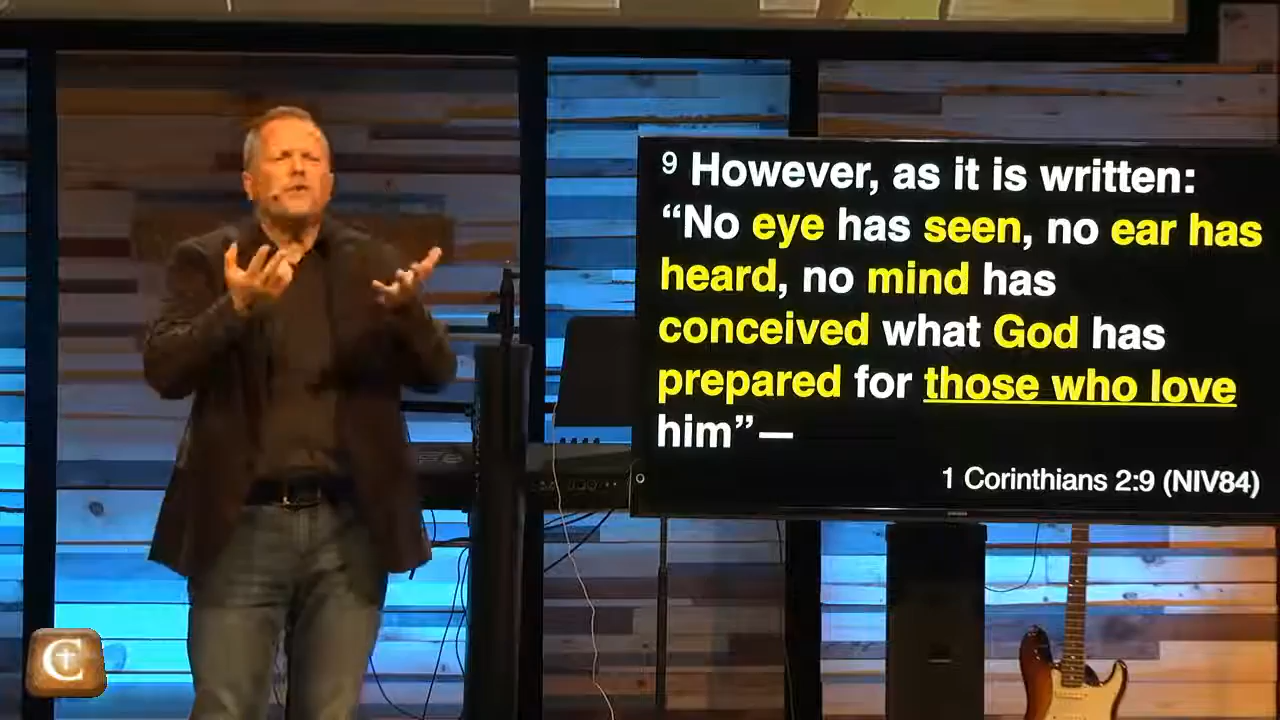 9 However, as it is written:
“No eye has seen, no ear has
heard, no mind has
conceived what God has
prepared for those who love
him”—
1 Corinthians 2:9 (NIV84)
C